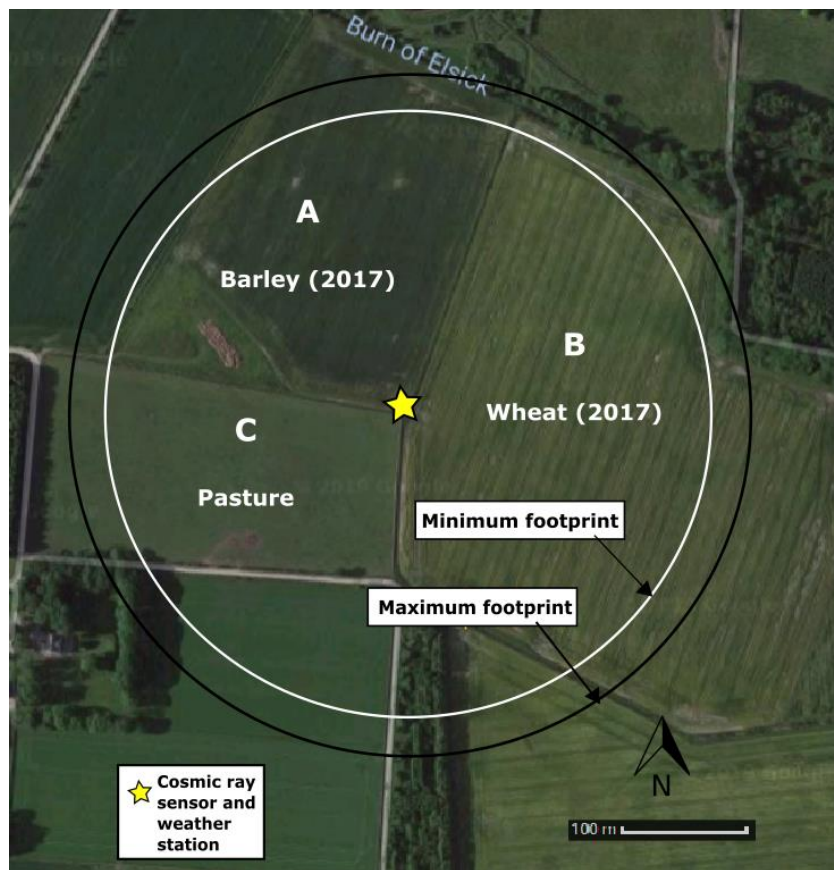 Burn of Elsick
A
Barley (2017)
B
Wheat (2017)
C
Pasture
Minimum footprint
Maximum footprint
Cosmic ray
sensor and
weather
station
N
100 m